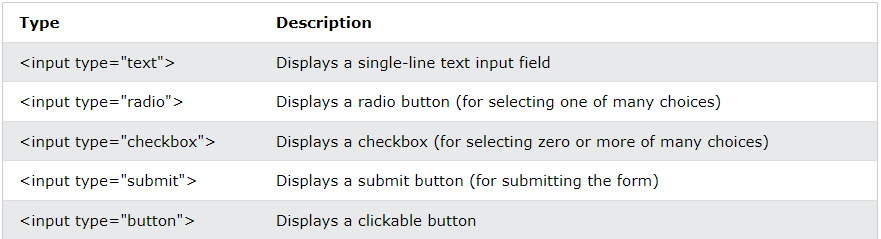 Type Description
<input type="text"> Displays a single-line text input field
<input type="radio"> Displays a radio button (for selecting one of many choices)
<input type="checkbox"> Displays a checkbox (for selecting zero or more of many choices)
<input type="submit"> Displays a submit button (for submitting the form)
<input type="button"> Displays a clickable button